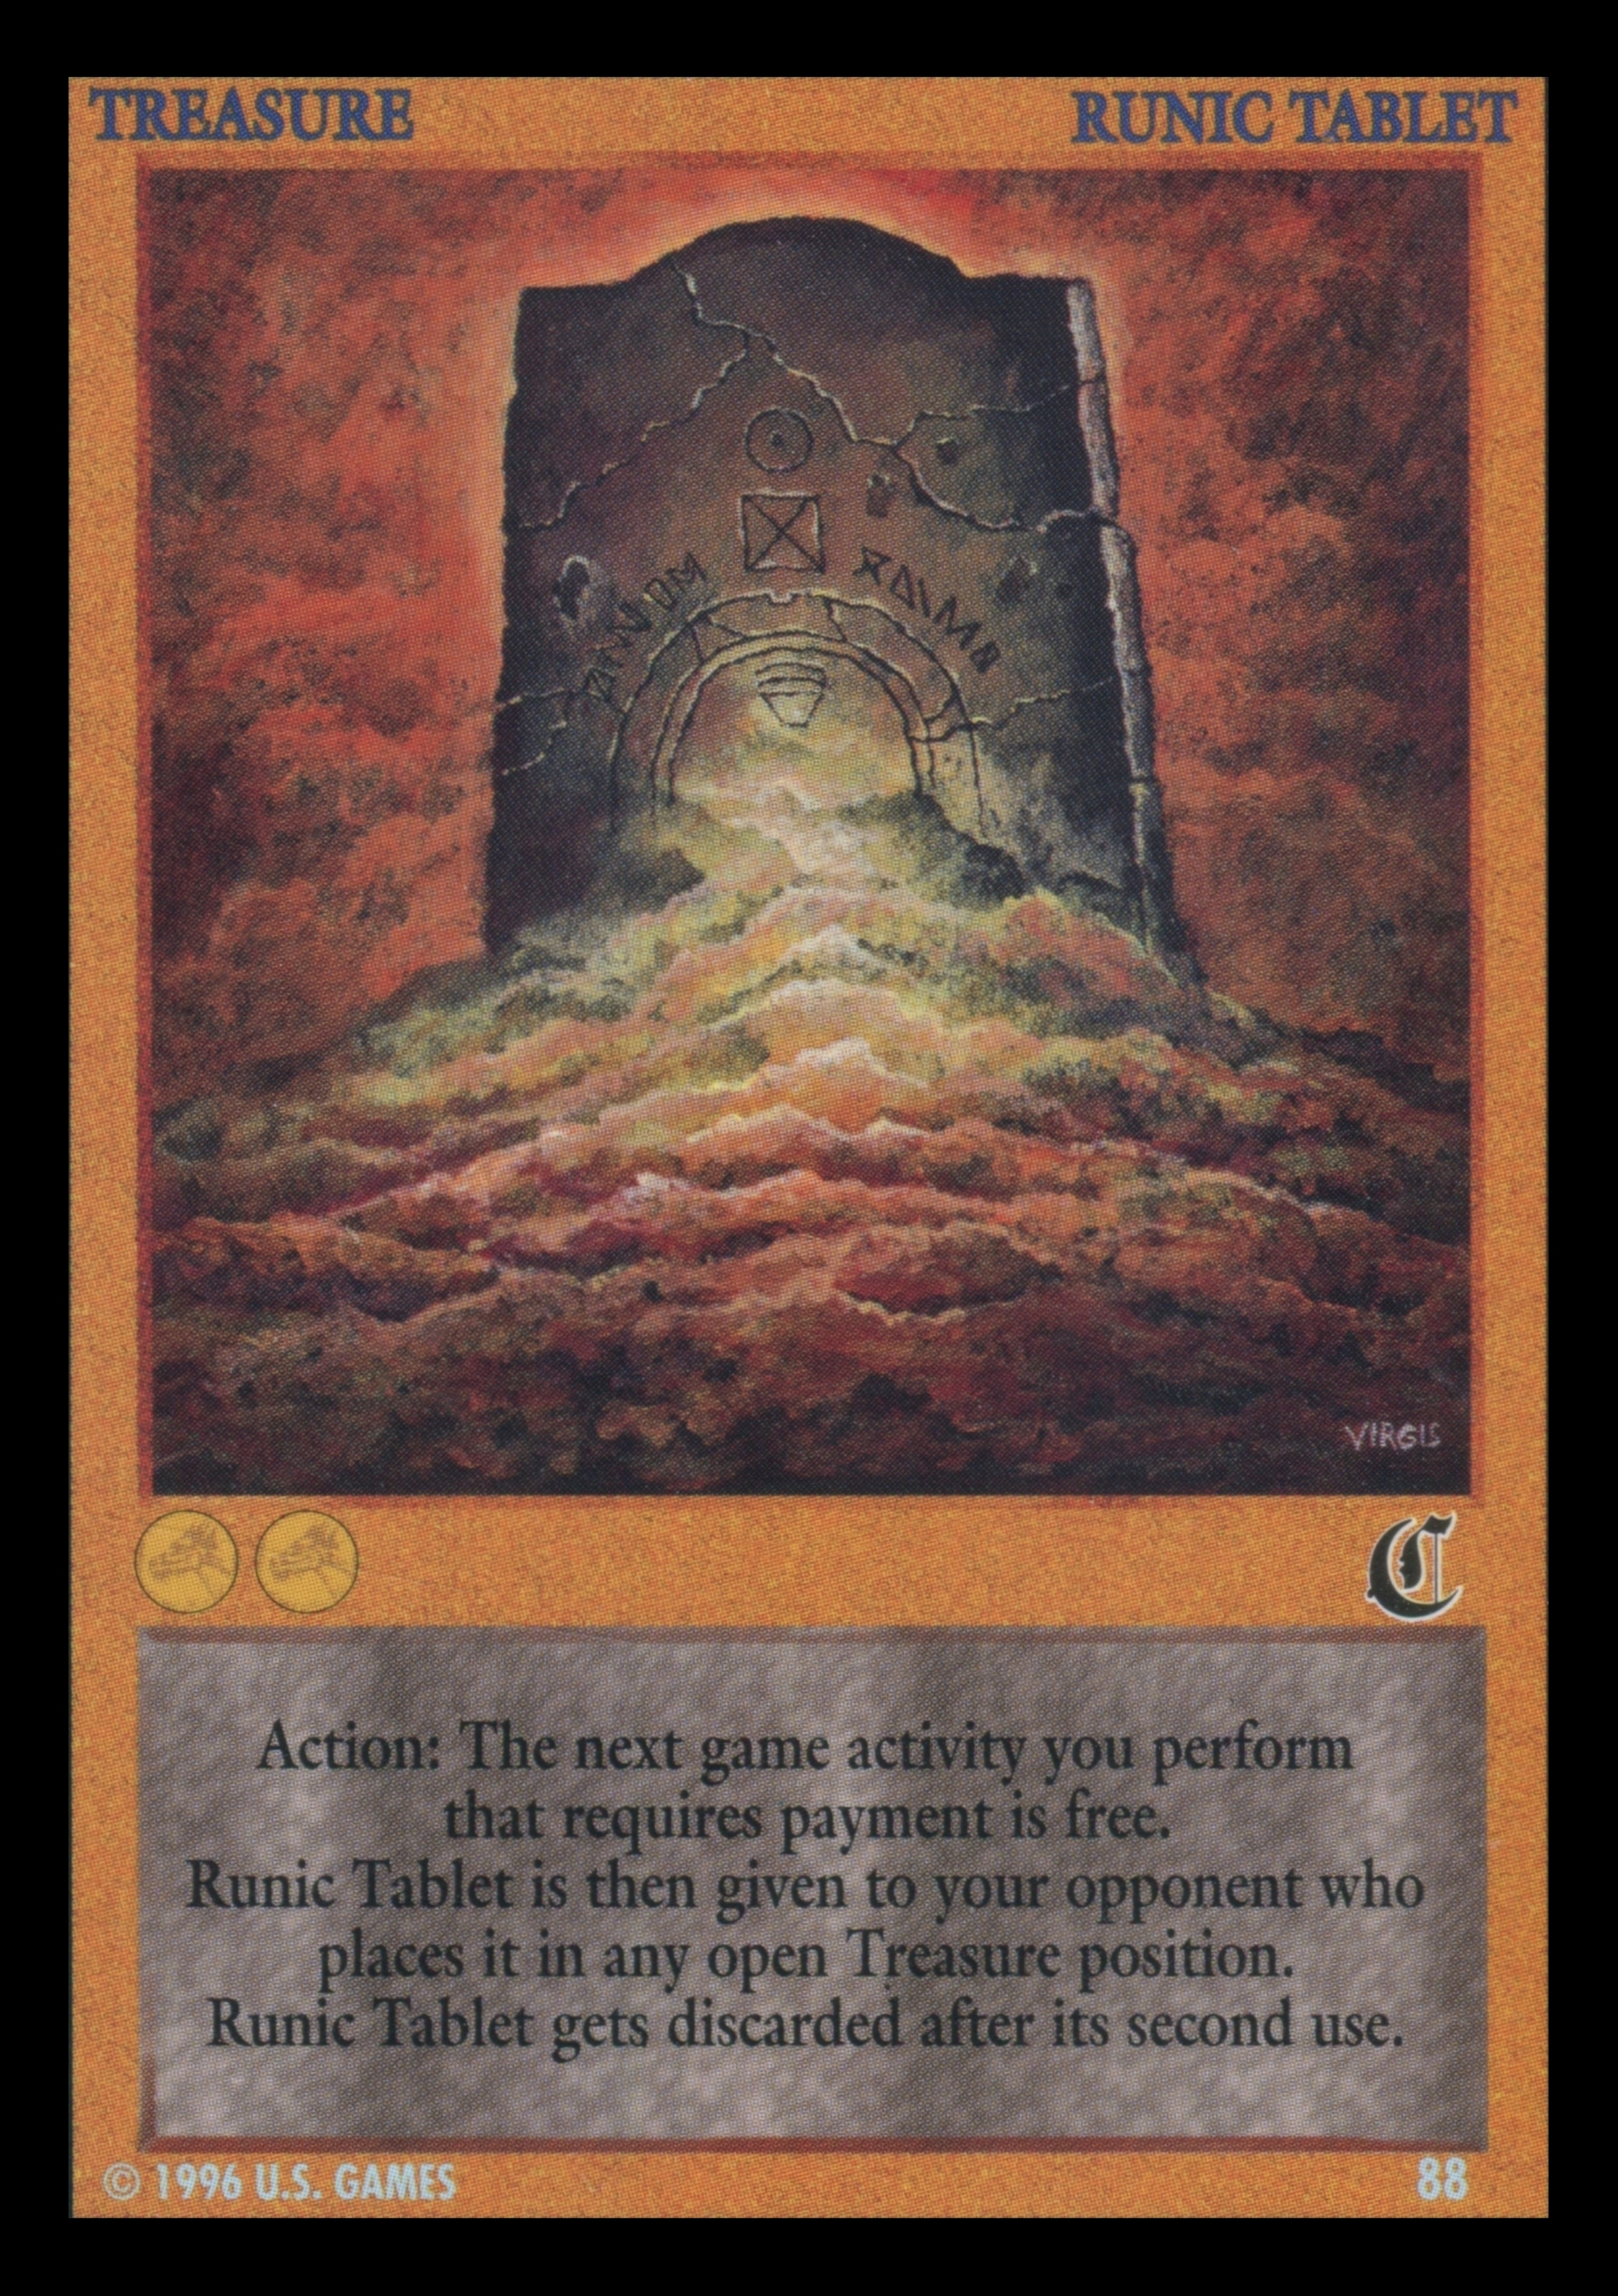 TREASURE
RUNIC TABLET
VIRGIS
C
Action: The next game activity you perform
that requires payment is free.
Runic Tablet is then given to your opponent who
places it in any open Treasure position.
Runic Tablet gets discarded after its second use.
© 1996 U.S. GAMES
88